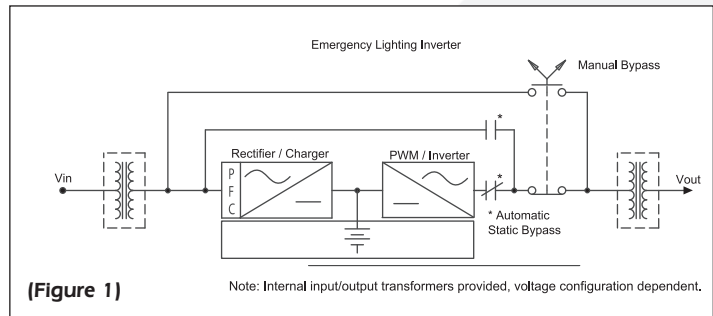 Emergency Lighting Inverter
Manual Bypass
*
Rectifier / Charger
PWM / Inverter
P
F
C
*
Vin
Vout
* Automatic
Static Bypass
(Figure 1)
Note: Internal input/output transformers provided, voltage configuration dependent.